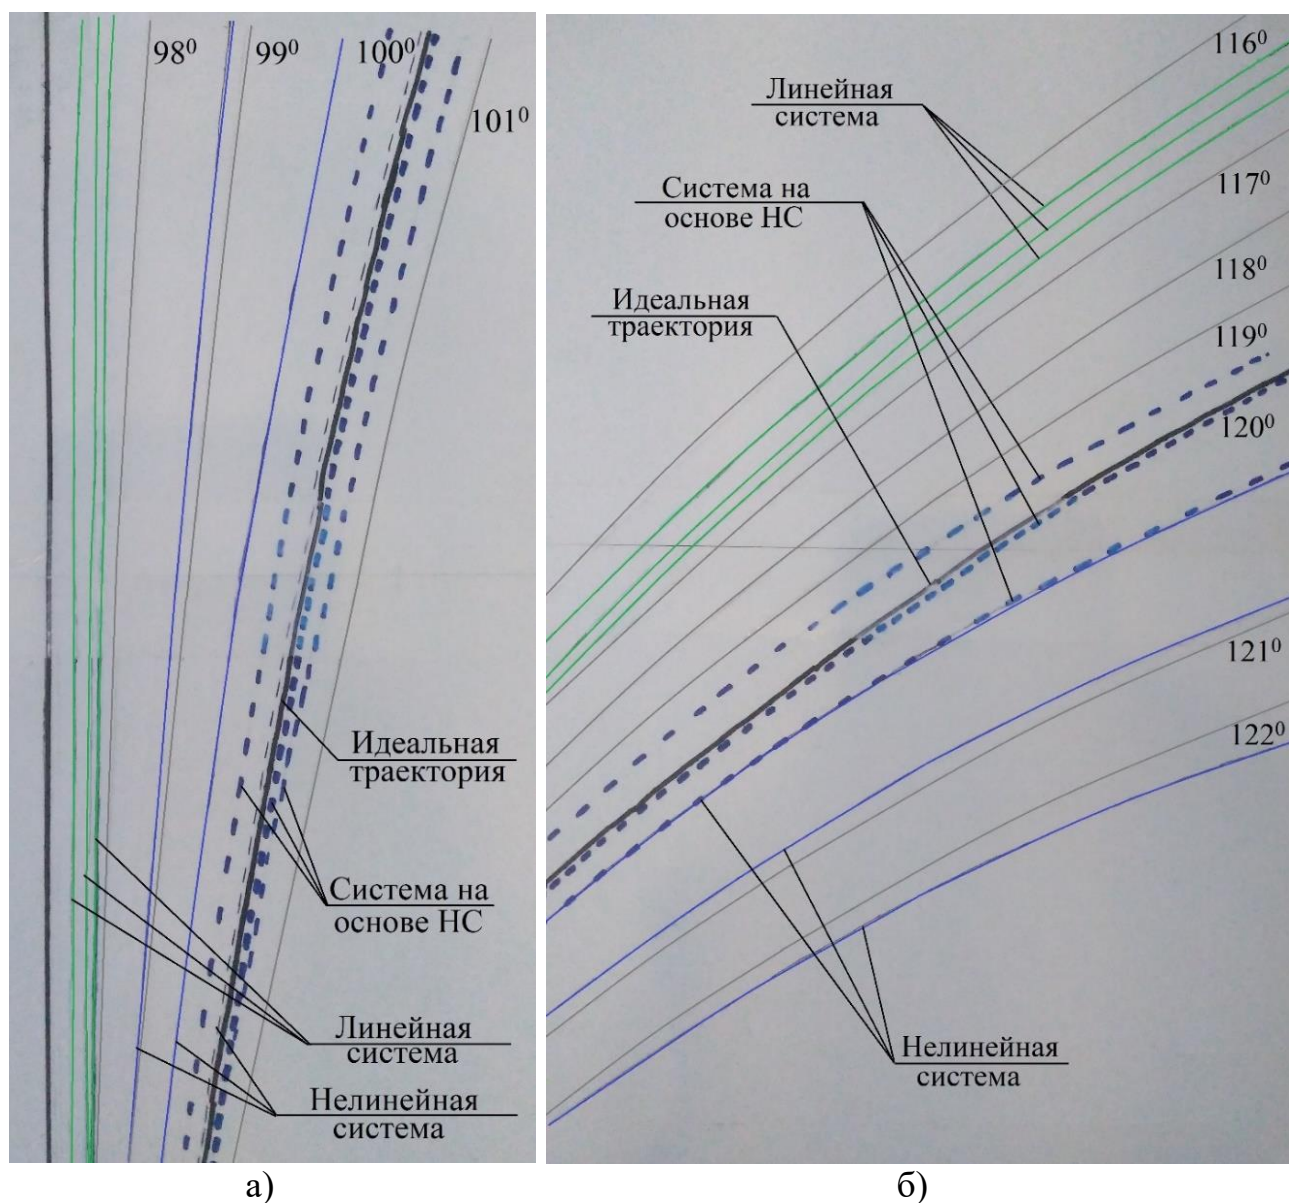 98⁰
99⁰
100⁰
101⁰
Идеальная
траектория
Система на
основе НС
Линейная
система
Нелинейная
система
а)
116⁰
Линейная
система
117⁰
Система на
основе НС
118⁰
Идеальная
траектория
119⁰
120⁰
121⁰
122⁰
Нелинейная
система
б)